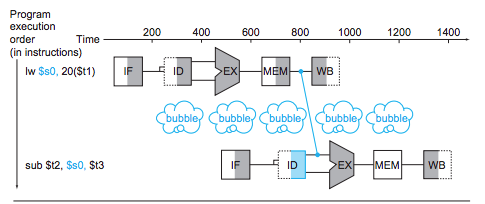 Program
execution
order
(in instructions)
Time
200 400 600 800 1000 1200 1400
lw $s0, 20($t1)
IF ID EX MEM WB
bubble bubble bubble bubble bubble
sub $t2, $s0, $t3
IF ID EX MEM WB